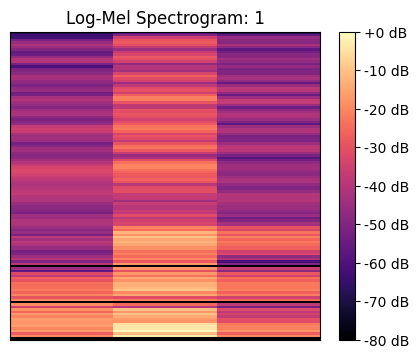 Log-Mel Spectrogram: 1
+0 dB
-10 dB
-20 dB
-30 dB
-40 dB
-50 dB
-60 dB
-70 dB
-80 dB